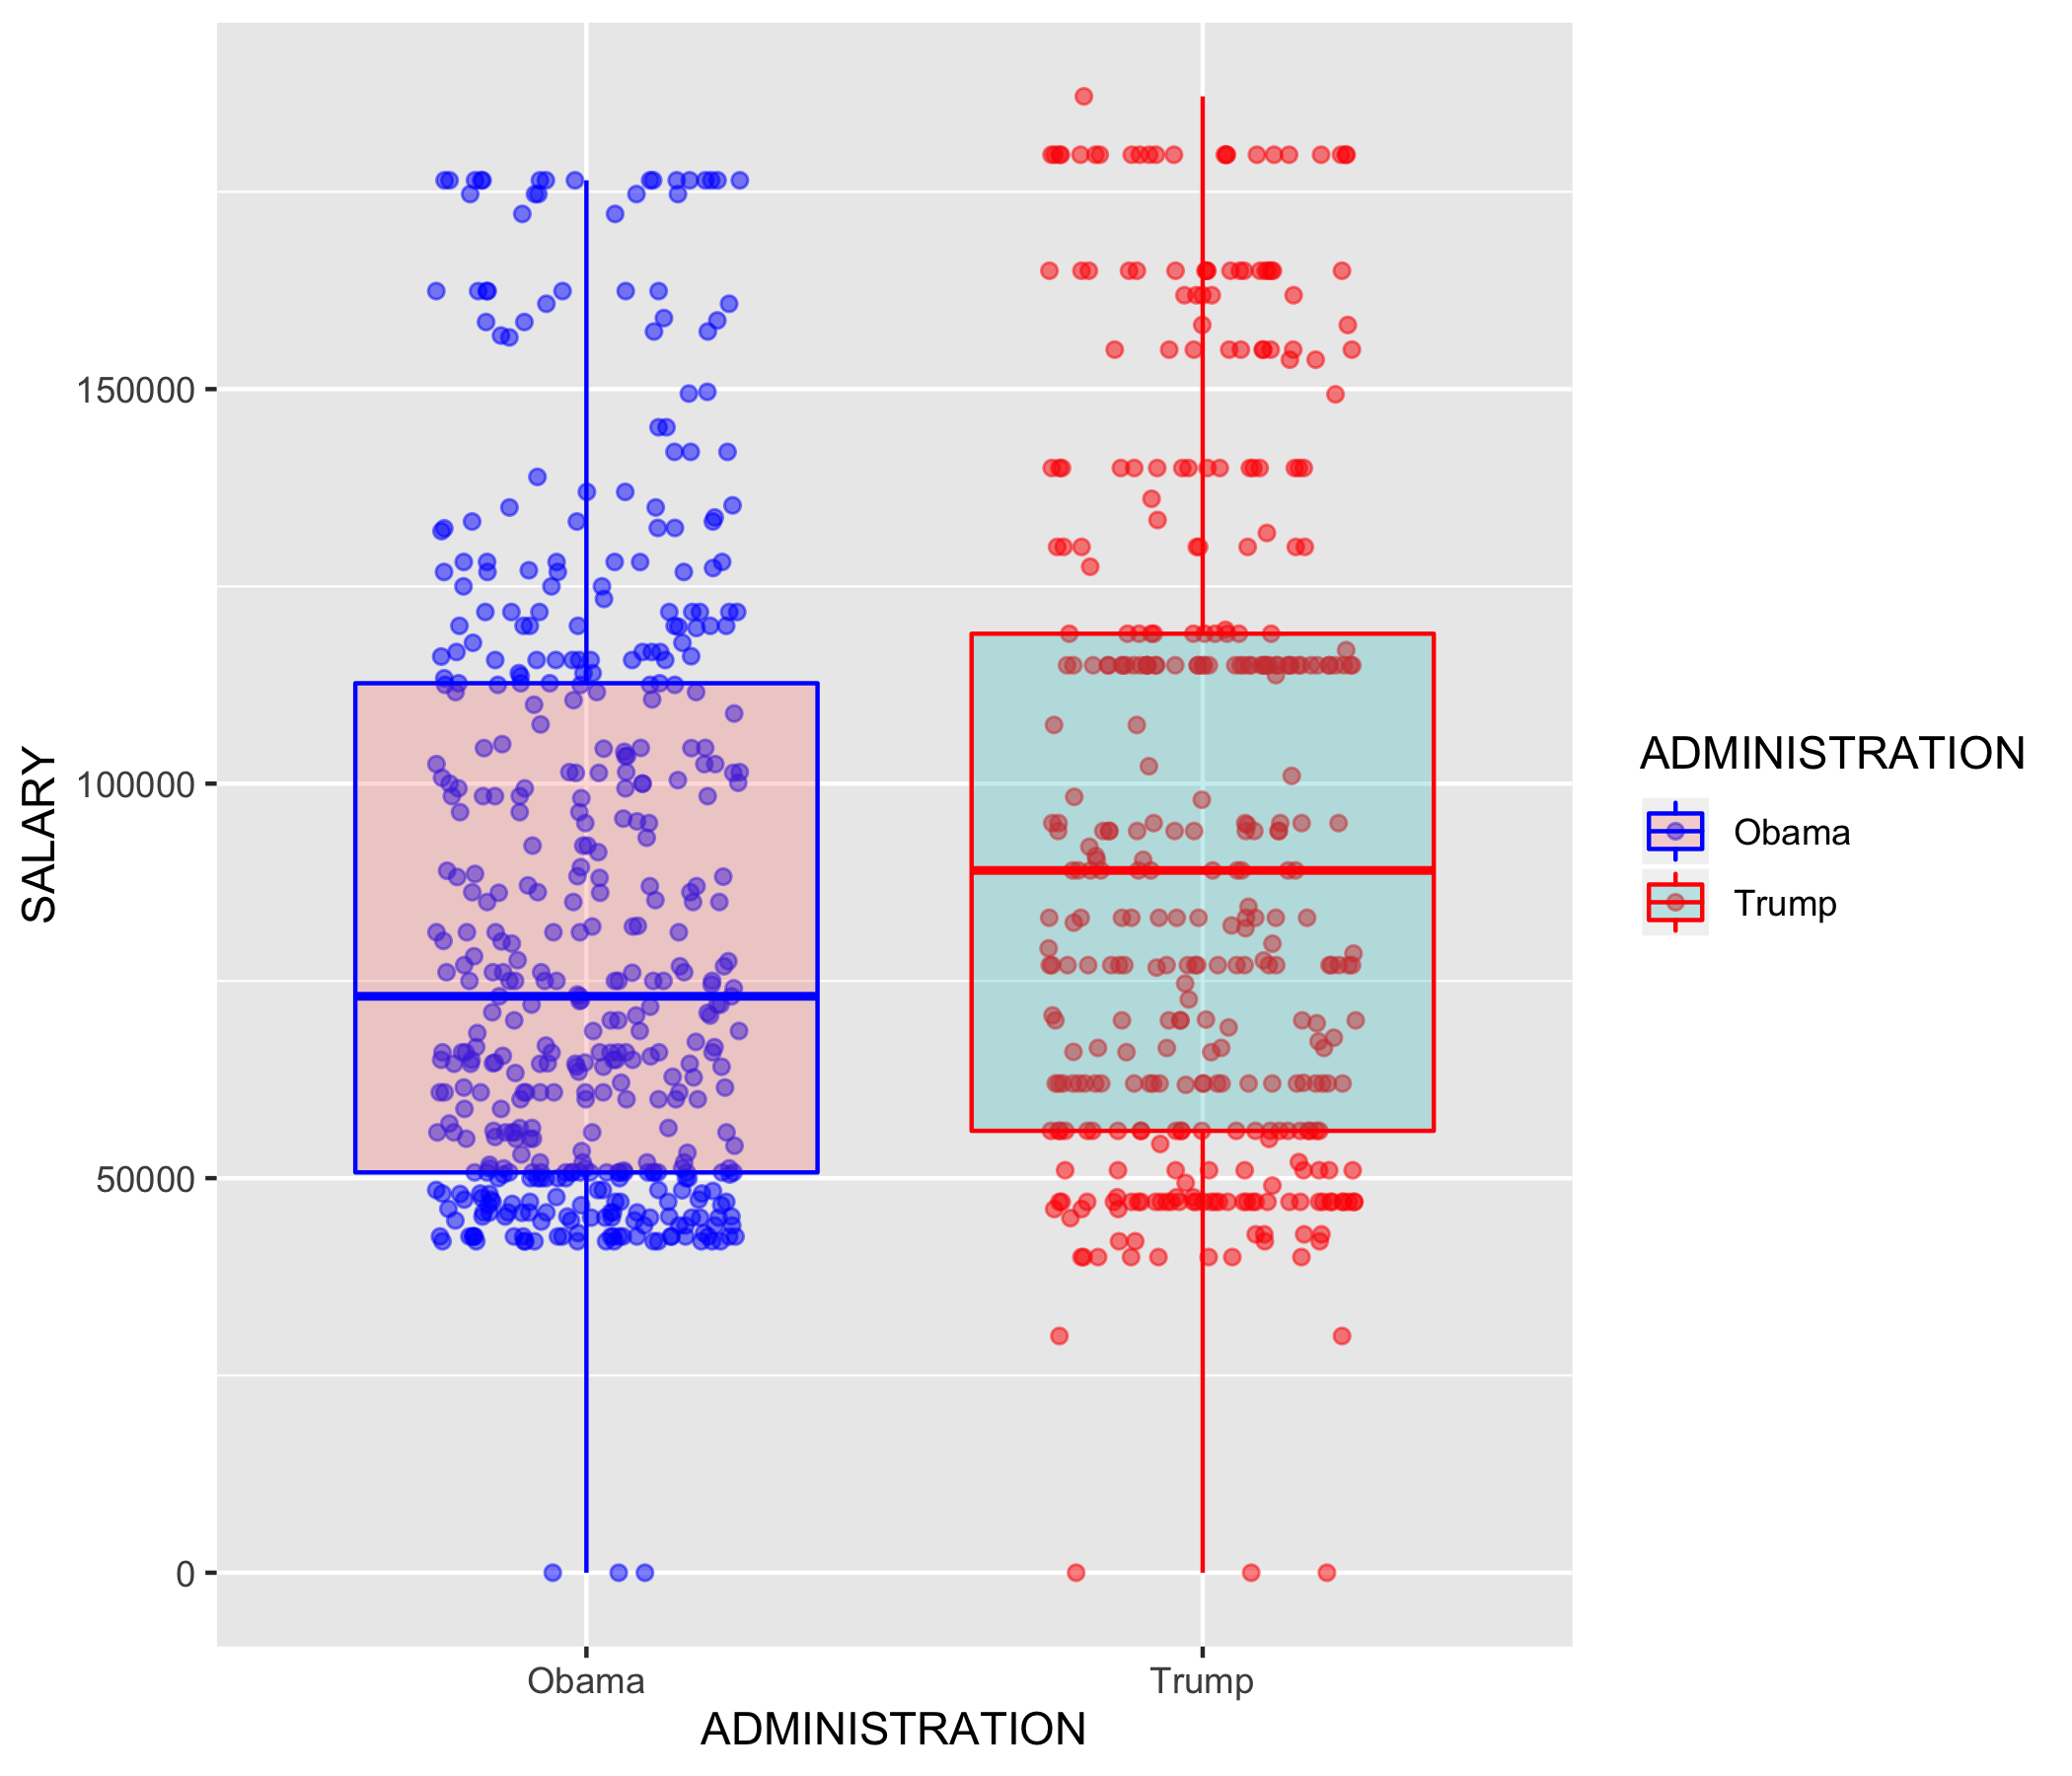 SALARY
150000
100000
50000
0
Obama
Trump
ADMINISTRATION
ADMINISTRATION
Obama
Trump